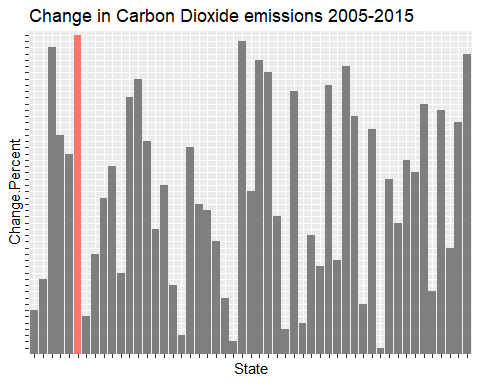 Change in Carbon Dioxide emissions 2005-2015
Change.Percent
State